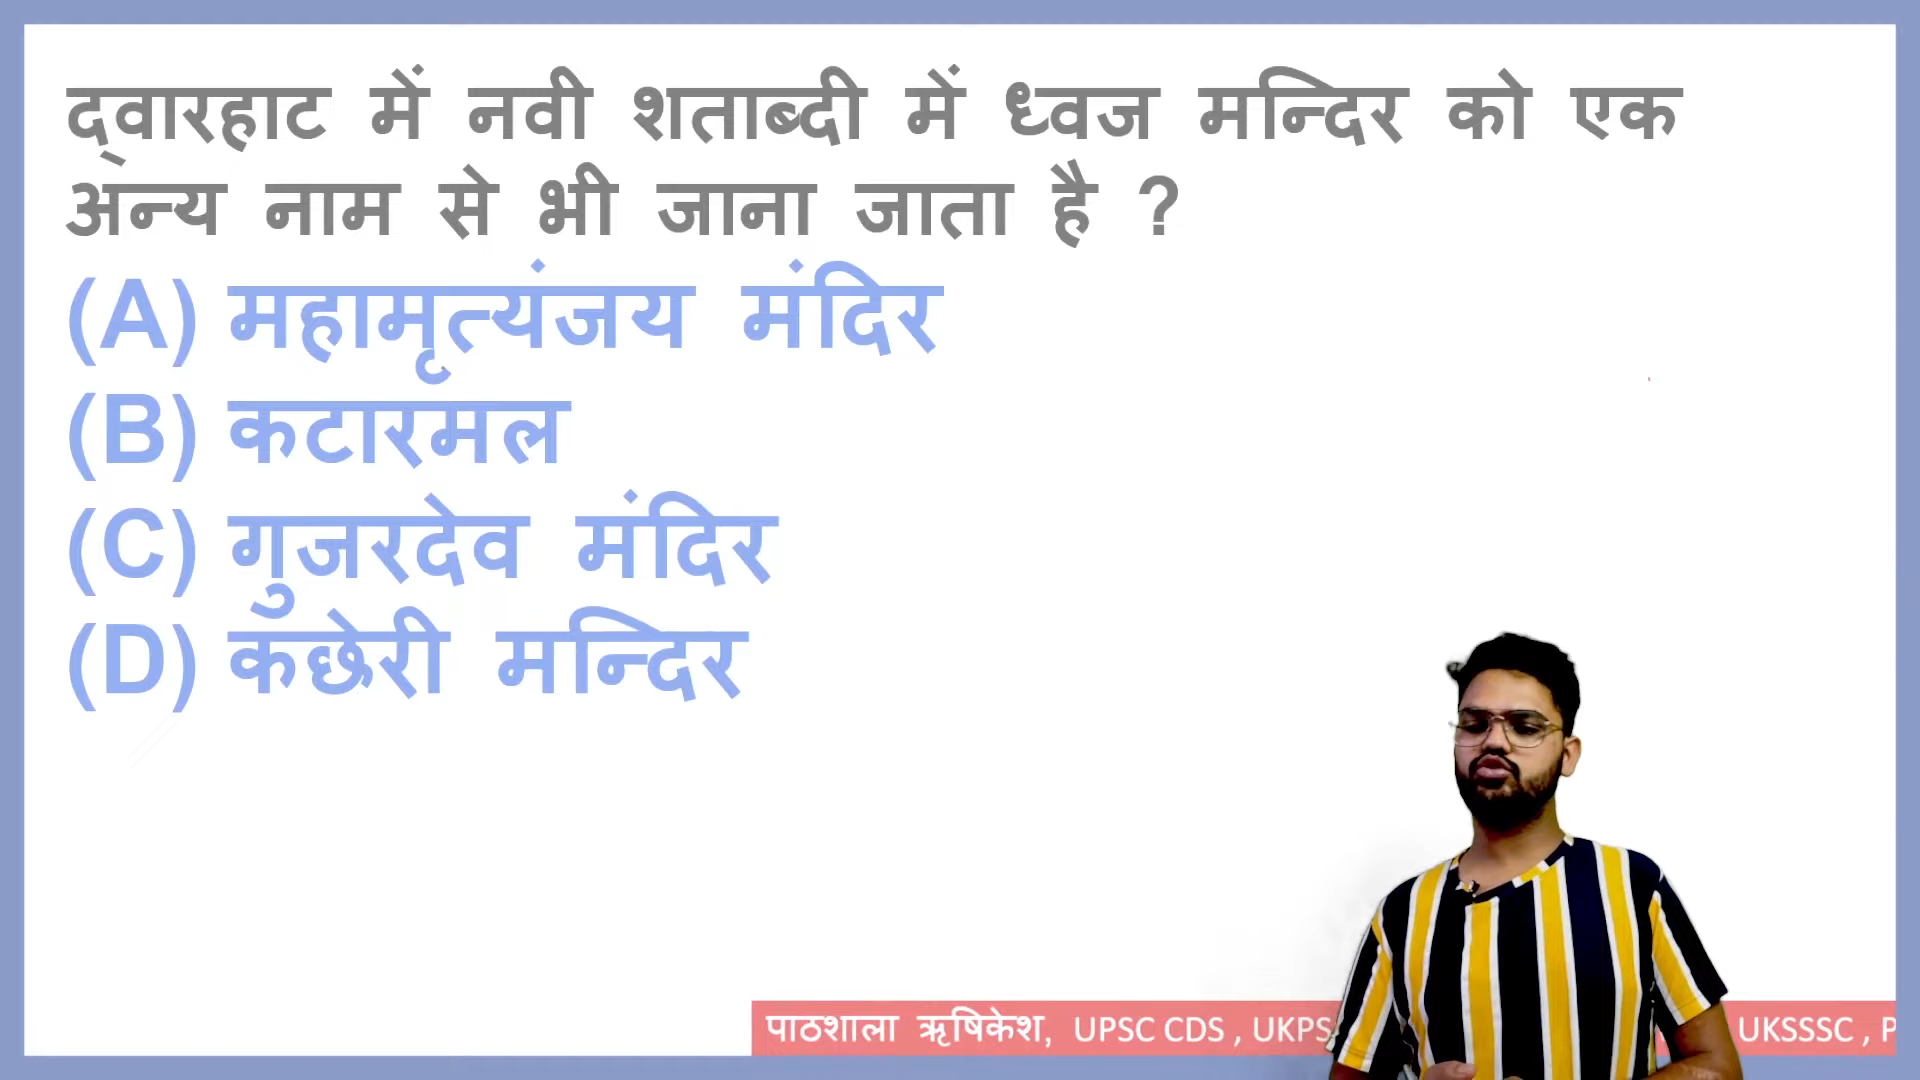 द्वारहाट में नवी शताब्दी में ध्वज मन्दिर को एक
अन्य नाम से भी जाना जाता है ?
(A) महामृत्यंजय मंदिर
(B) कटारमल
(C) गुजरदेव मंदिर
(D) कछेरी मन्दिर
पाठशाला ऋषिकेश, UPSC CDS , UKPS UKSSSC , P